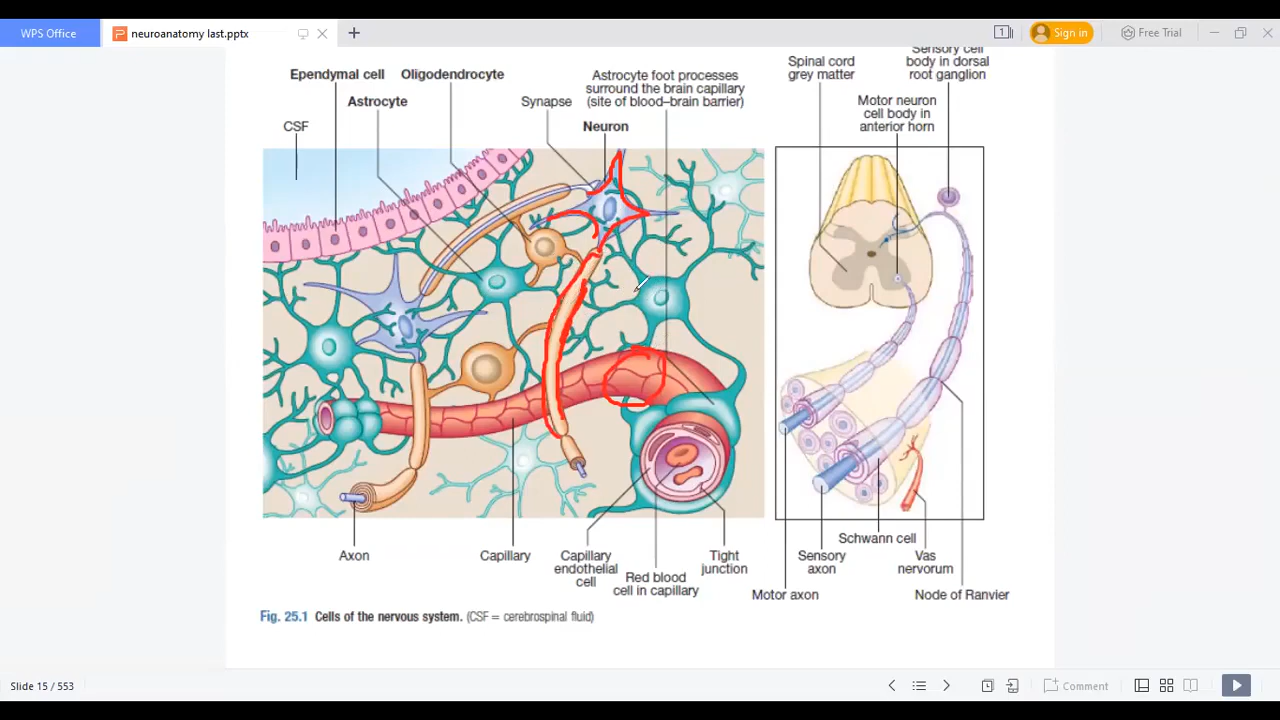 WPS Office
neuroanatomy last.pptx
1
Sign in
Free Trial
Ependymal cell
Oligodendrocyte
Astrocyte
CSF
Synapse
Astrocyte foot processes
surround the brain capillary
(site of blood–brain barrier)
Neuron
Spinal cord
grey matter
Sensory cell
body in dorsal
root ganglion
Motor neuron
cell body in
anterior horn
Axon
Capillary
Capillary
endothelial
cell
Red blood
cell in capillary
Tight
junction
Motor axon
Sensory
axon
Schwann cell
Vas
nervorum
Node of Ranvier
Fig. 25.1 Cells of the nervous system. (CSF = cerebrospinal fluid)
Slide 15 / 553
Comment